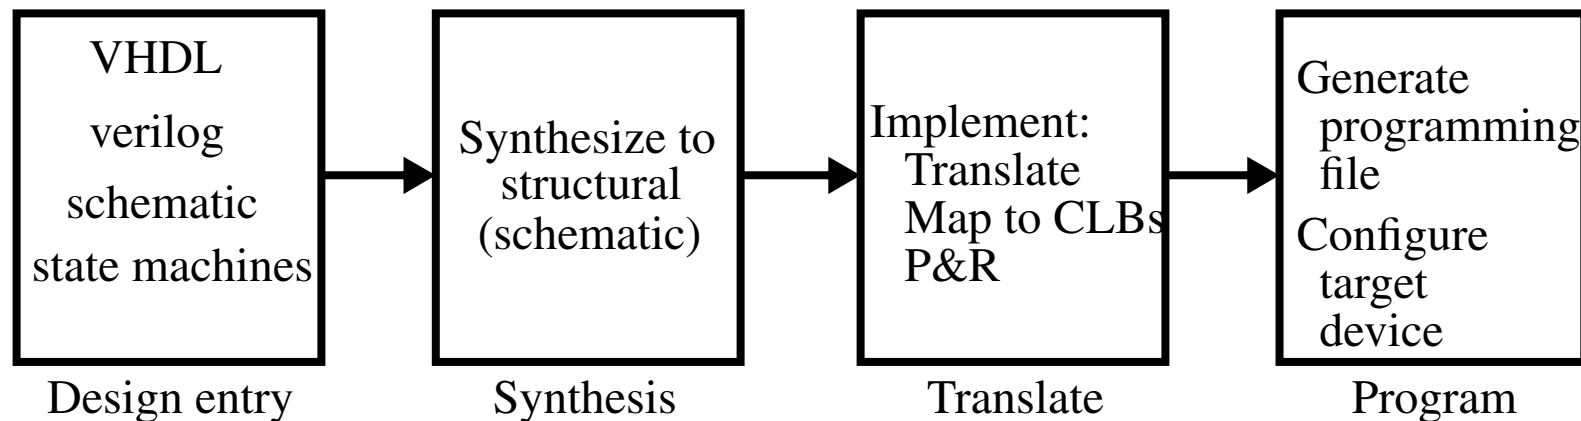 VHDL
verilog
schematic
state machines
Design entry
Synthesize to
structural
(schematic)
Synthesis
Implement:
Translate
Map to CLBs
P&R
Translate
Generate
programming
file
Configure
target
device
Program